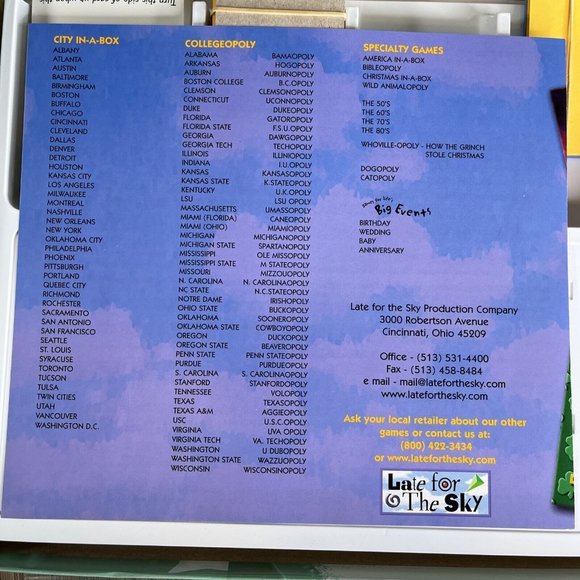 Turn this side of card up when this
CITY IN-A-BOX
ALBANY
ATLANTA
AUSTIN
BALTIMORE
BIRMINGHAM
BOSTON
BUFFALO
CHICAGO
CINCINNATI
CLEVELAND
DALLAS
DENVER
DETROIT
HOUSTON
KANSAS CITY
LOS ANGELES
MILWAUKEE
MONTREAL
NASHVILLE
NEW ORLEANS
NEW YORK
OKLAHOMA CITY
PHILADELPHIA
PHOENIX
PITTSBURGH
PORTLAND
QUEBEC CITY
RICHMOND
ROCHESTER
SACRAMENTO
SAN ANTONIO
SAN FRANCISCO
SEATTLE
ST. LOUIS
SYRACUSE
TORONTO
TUCSON
TULSA
TWIN CITIES
UTAH
VANCOUVER
WASHINGTON D.C.
COLLEGEOPOLY
ALABAMA BAMAOPOLY
ARKANSAS HOGOPOLY
AUBURN AUBURNOPOLY
BOSTON COLLEGE B.C.OPOLY
CLEMSON CLEMSONOPOLY
CONNECTICUT UCONNOPOLY
DUKE DUKEOPOLY
FLORIDA GATOROPOLY
FLORIDA STATE F.S.U.OPOLY
GEORGIA DAWGOPOLY
GEORGIA TECH TECHOPOLY
ILLINOIS ILLINIOPOLY
INDIANA I.U.OPOLY
KANSAS KANSASOPOLY
KANSAS STATE K.STATEOPOLY
KENTUCKY U.K.OPOLY
LSU LSU OPOLY
MASSACHUSETTS UMASSOPOLY
MIAMI (FLORIDA) CANEOPOLY
MIAMI (OHIO) MIAMIOPOLY
MICHIGAN MICHIGANOPOLY
MICHIGAN STATE SPARTANOPOLY
MISSISSIPPI OLE MISSOPOLY
MISSISSIPPI STATE M STATEOPOLY
MISSOURI MIZZOUOPOLY
N. CAROLINA N. CAROLINAOPOLY
NC STATE N.C.STATEOPOLY
NOTRE DAME IRISHOPOLY
OHIO STATE BUCKOPOLY
OKLAHOMA SOONEROPOLY
OKLAHOMA STATE COWBOYOPOLY
OREGON DUCKOPOLY
OREGON STATE BEAVEROPOLY
PENN STATE PENN STATEOPOLY
PURDUE PURDUEOPOLY
S. CAROLINA S. CAROLINAOPOLY
STANFORD STANFORDOPOLY
TENNESSEE VOLOPOLY
TEXAS TEXASOPOLY
TEXAS A&M AGGIEOPOLY
USC U.S.C.OPOLY
VIRGINIA UVA OPOLY
VIRGINIA TECH VA. TECHOPOLY
WASHINGTON U DUBOPOLY
WASHINGTON STATE WAZZUOPOLY
WISCONSIN WISCONSINOPOLY
SPECIALTY GAMES
AMERICA IN-A-BOX
BIBLEOPOLY
CHRISTMAS IN-A-BOX
WILD ANIMALOPOLY
THE 50'S
THE 60'S
THE 70'S
THE 80'S
WHOVILLE-OPOLY - HOW THE GRINCH
STOLE CHRISTMAS
DOGOPOLY
CATOPOLY
Big Events
BIRTHDAY
WEDDING
BABY
ANNIVERSARY
Late for the Sky Production Company
3000 Robertson Avenue
Cincinnati, Ohio 45209
Office - (513) 531-4400
Fax - (513) 458-8484
e mail - mail@lateforthesky.com
www.lateforthesky.com
Ask your local retailer about our other
games or contact us at:
(800) 422-3434
or www.lateforthesky.com
Late for
The Sky